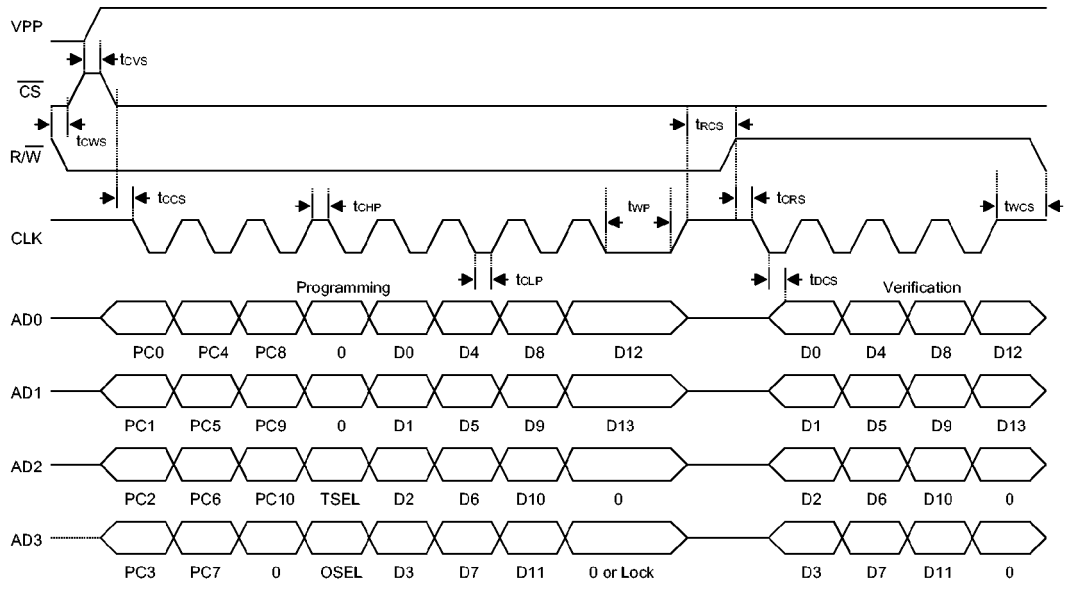 VPP
tCVS
CS
tCWS
tRCS
R/W
tCCS
tCHP
tWP
tCRS
tWCS
CLK
tCLP
tDCS
Programming
Verification
AD0
PC0 PC4 PC8 0 D0 D4 D8 D12 D0 D4 D8 D12
AD1
PC1 PC5 PC9 0 D1 D5 D9 D13 D1 D5 D9 D13
AD2
PC2 PC6 PC10 TSEL D2 D6 D10 0 D2 D6 D10 0
AD3
PC3 PC7 0 OSEL D3 D7 D11 0 or Lock D3 D7 D11 0